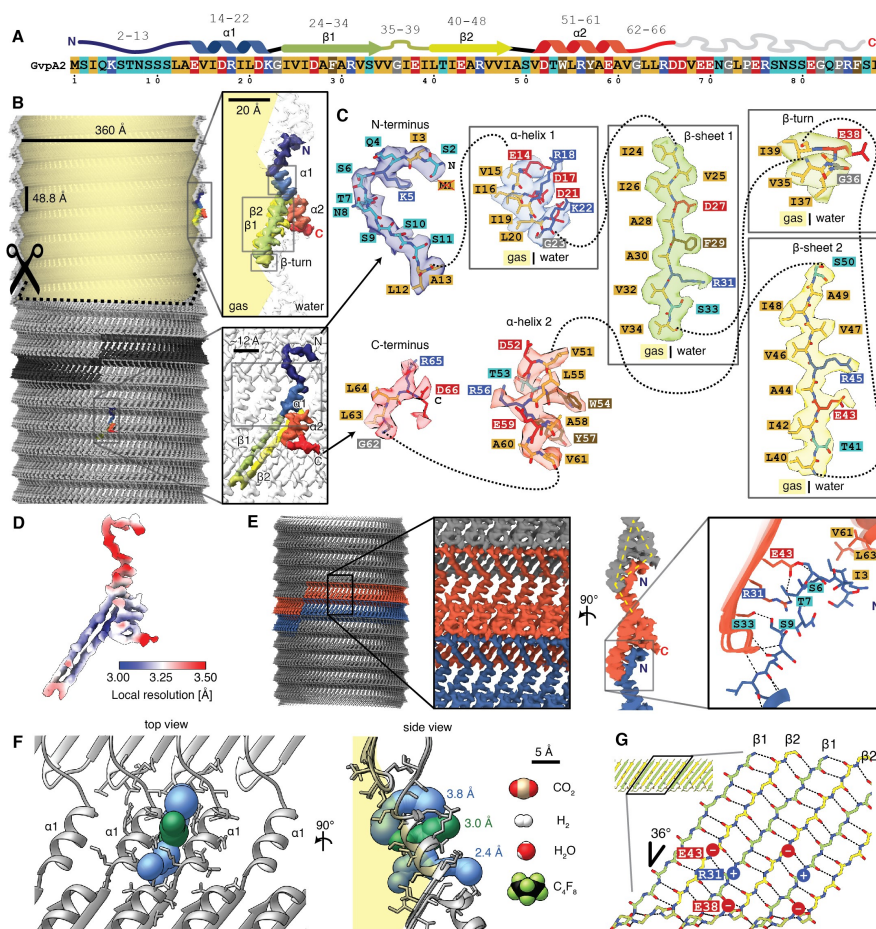 14-22
24-34
35-39
40-48
51-61
A
2-13
α1
β1
β2
α2
62-66
N
C
GvpA2
MSIQKSTNSSSLAEVIDRILDKGIVIDAFARVSVVGIEILTIEARVVIASVDTWLRYAEAVGLLRDDVEENGLPERSNSSEGQPRFSI
1
10
20
30
40
50
60
70
80
B
360 Å
48.8 Å
20 Å
N
α1
β2
β1
α2
C
β-turn
gas
water
~12 Å
N
α1
α2
β1
C
β2
C
N-terminus
Q4
I3
S2
S6
N
M1
T7
K5
N8
S10
S9
S11
L12
A13
α-helix 1
E14
R18
V15
D17
I16
D21
K22
I19
L20
G23
gas | water
β-sheet 1
I24
V25
I26
D27
A28
F29
A30
R31
V32
S33
V34
gas | water
β-turn
E38
I39
G36
V35
I37
gas | water
β-sheet 2
S50
A49
I48
V47
V46
R45
A44
E43
I42
T41
L40
gas | water
C-terminus
R65
L64
D66
C
L63
G62
α-helix 2
D52
V51
T53
L55
R56
W54
A58
E59
Y57
A60
V61
D
3.00
3.50
Local resolution [Å]
E
90°
N
C
N
V61
E43
L63
I3
R31
S6
T7
N
S33
S9
F
top view
α1
α1
α1
α1
90°
side view
5 Å
3.8 Å
3.0 Å
2.4 Å
CO2
H2
H2O
C4F8
G
β1
β2
β1
β2
36°
E43
−
−
R31
+
+
E38
−
−